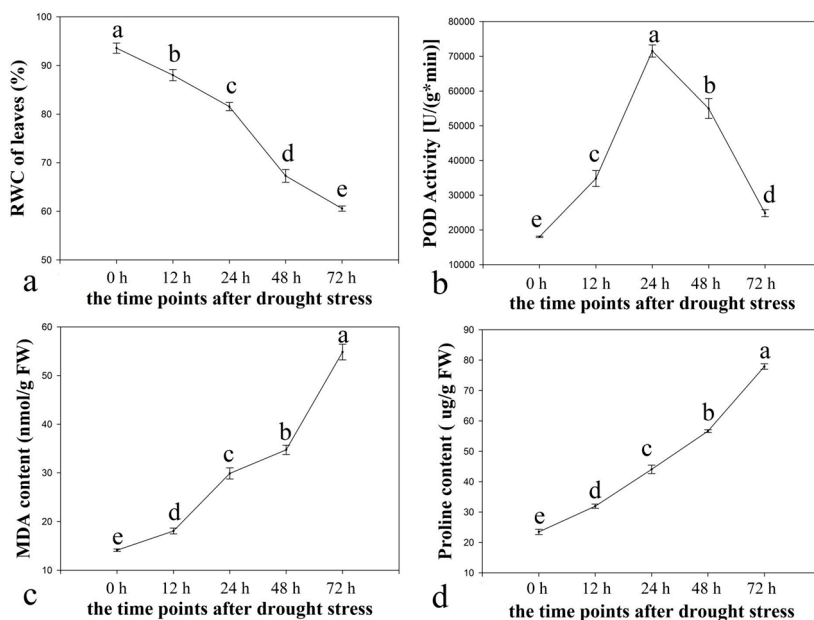 100
90
80
70
60
50
RWC of leaves (%)
a
b
c
d
e
0 h 12 h 24 h 48 h 72 h
the time points after drought stress
a
80000
70000
60000
50000
40000
30000
20000
10000
POD Activity [U/(g*min)]
e
c
a
b
d
0 h 12 h 24 h 48 h 72 h
the time points after drought stress
b
60
50
40
30
20
10
MDA content (nmol/g FW)
e
d
c
b
a
0 h 12 h 24 h 48 h 72 h
the time points after drought stress
c
90
80
70
60
50
40
30
20
10
Proline content ( ug/g FW)
e
d
c
b
a
0 h 12 h 24 h 48 h 72 h
the time points after drought stress
d